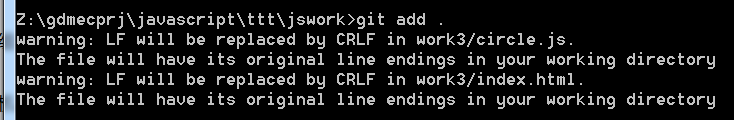 Z:\gdmecprj\javascript\ttt\jswork>git add .
warning: LF will be replaced by CRLF in work3/circle.js.
The file will have its original line endings in your working directory
warning: LF will be replaced by CRLF in work3/index.html.
The file will have its original line endings in your working directory